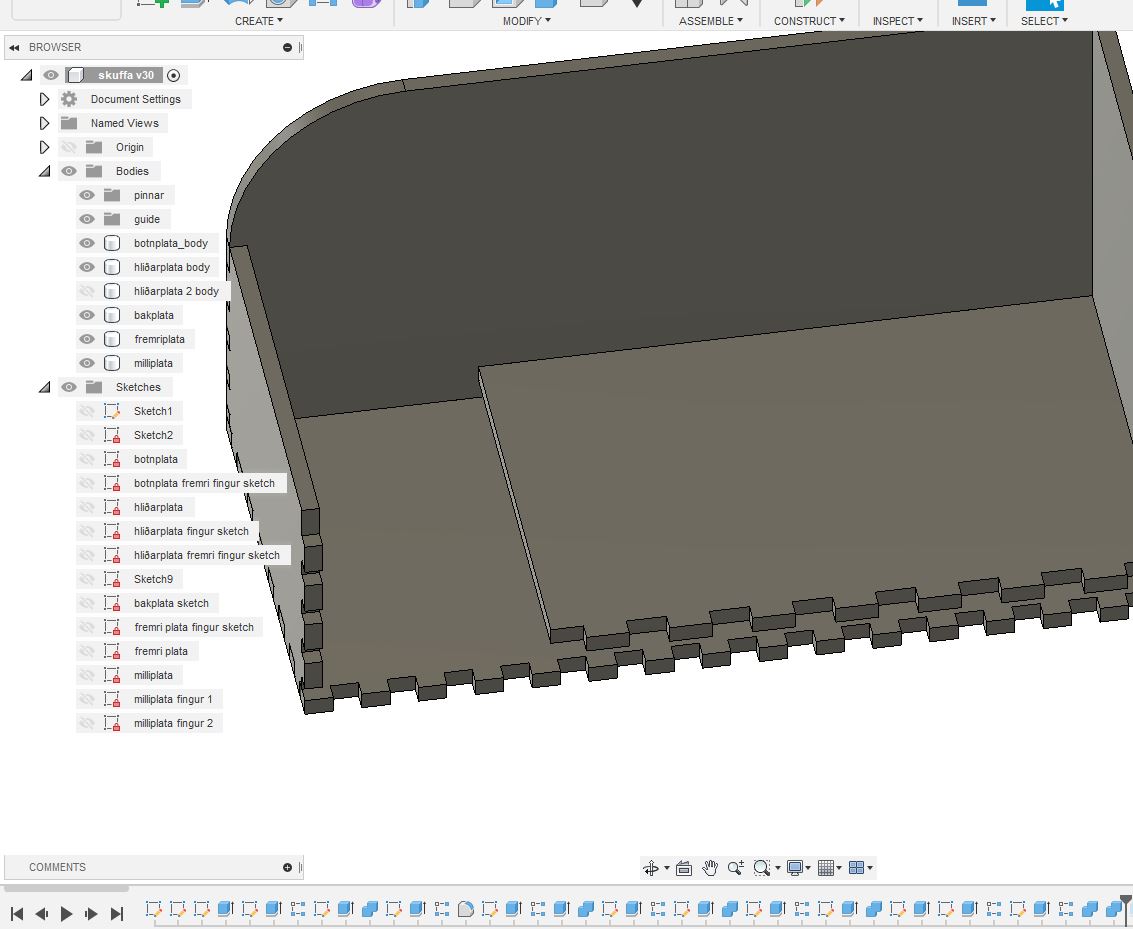 CREATE MODIFY ASSEMBLE CONSTRUCT INSPECT INSERT SELECT
BROWSER
skuffa v30
Document Settings
Named Views
Origin
Bodies
pinnar
guide
botnplata_body
hliðarplata body
hliðarplata 2 body
bakplata
fremriplata
milliplata
Sketches
Sketch1
Sketch2
botnplata
botnplata fremri fingur sketch
hliðarplata
hliðarplata fingur sketch
hliðarplata fremri fingur sketch
Sketch9
bakplata sketch
fremri plata fingur sketch
fremri plata
milliplata
milliplata fingur 1
milliplata fingur 2
COMMENTS